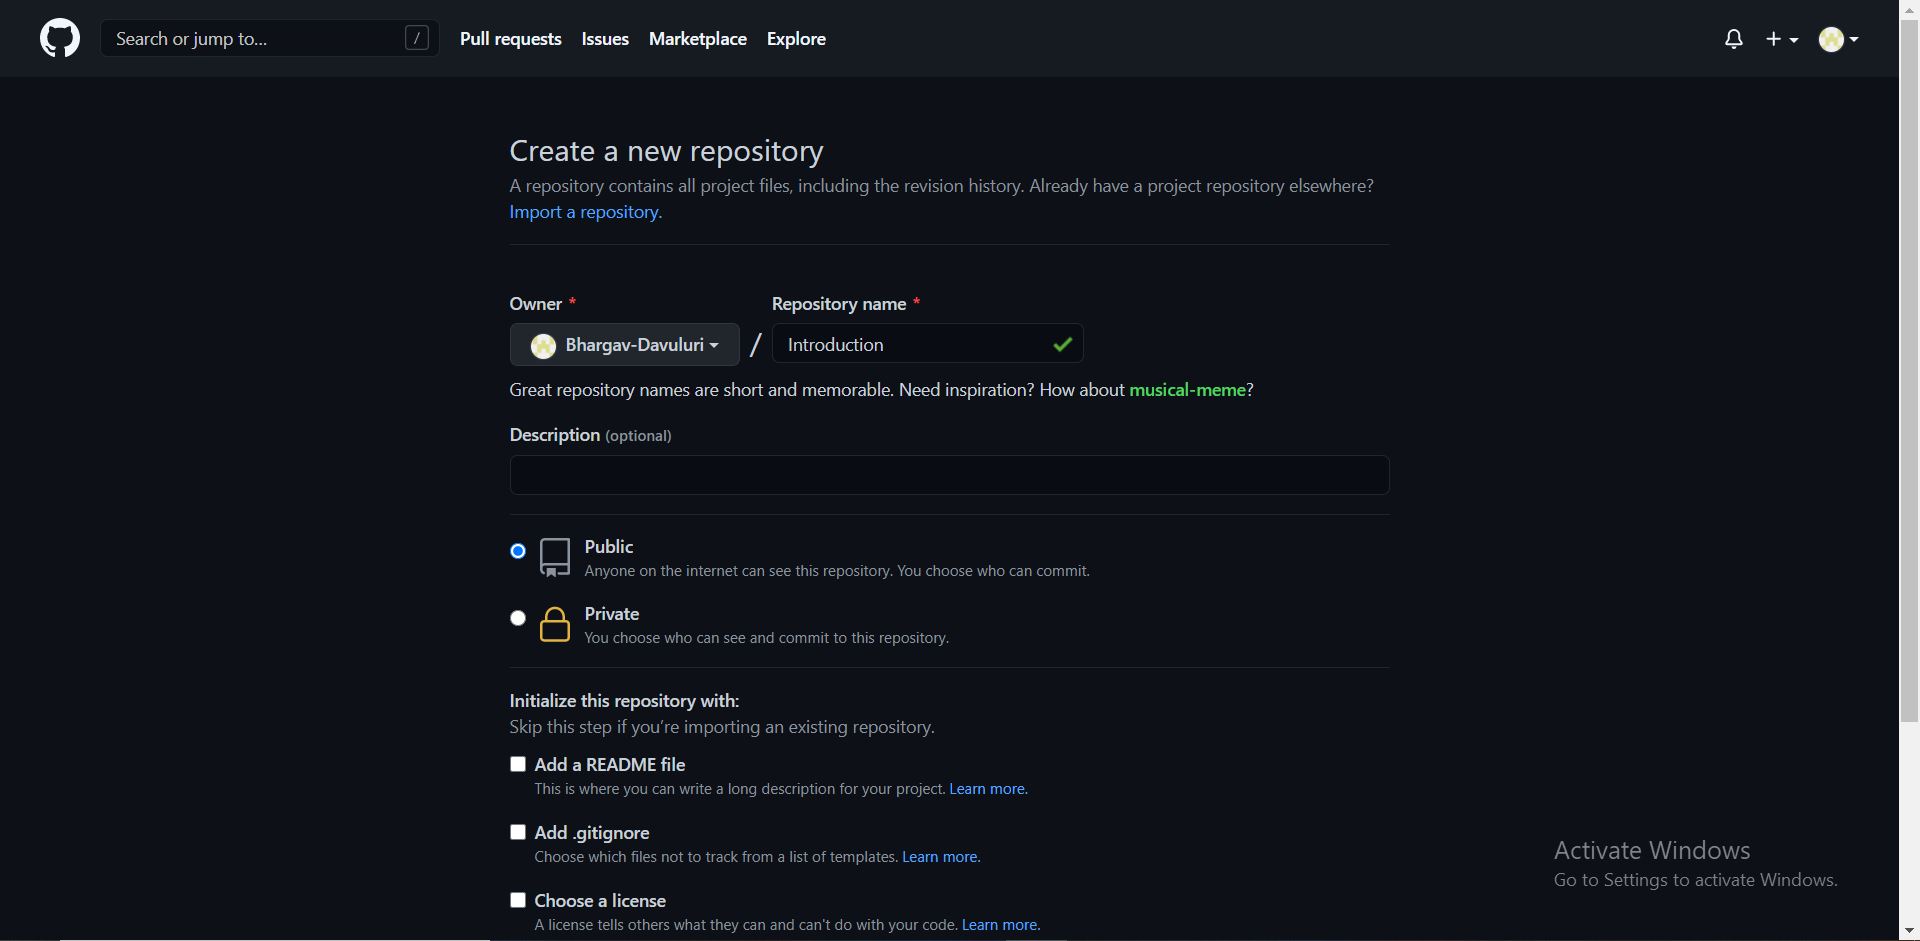 Search or jump to... /
Pull requests Issues Marketplace Explore
Create a new repository
A repository contains all project files, including the revision history. Already have a project repository elsewhere?
Import a repository.
Owner * Repository name *
Bhargav-Davuluri / Introduction
Great repository names are short and memorable. Need inspiration? How about musical-meme?
Description (optional)
Public
Anyone on the internet can see this repository. You choose who can commit.
Private
You choose who can see and commit to this repository.
Initialize this repository with:
Skip this step if you’re importing an existing repository.
Add a README file
This is where you can write a long description for your project. Learn more.
Add .gitignore
Choose which files not to track from a list of templates. Learn more.
Choose a license
A license tells others what they can and can't do with your code. Learn more.
Activate Windows
Go to Settings to activate Windows.